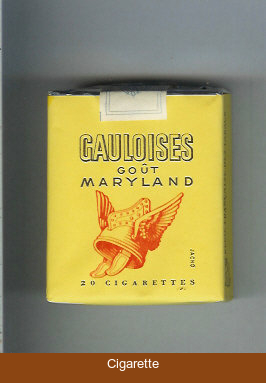 GAULOISES
GOÛT
MARYLAND
JACNO
20 CIGARETTES
Cigarette